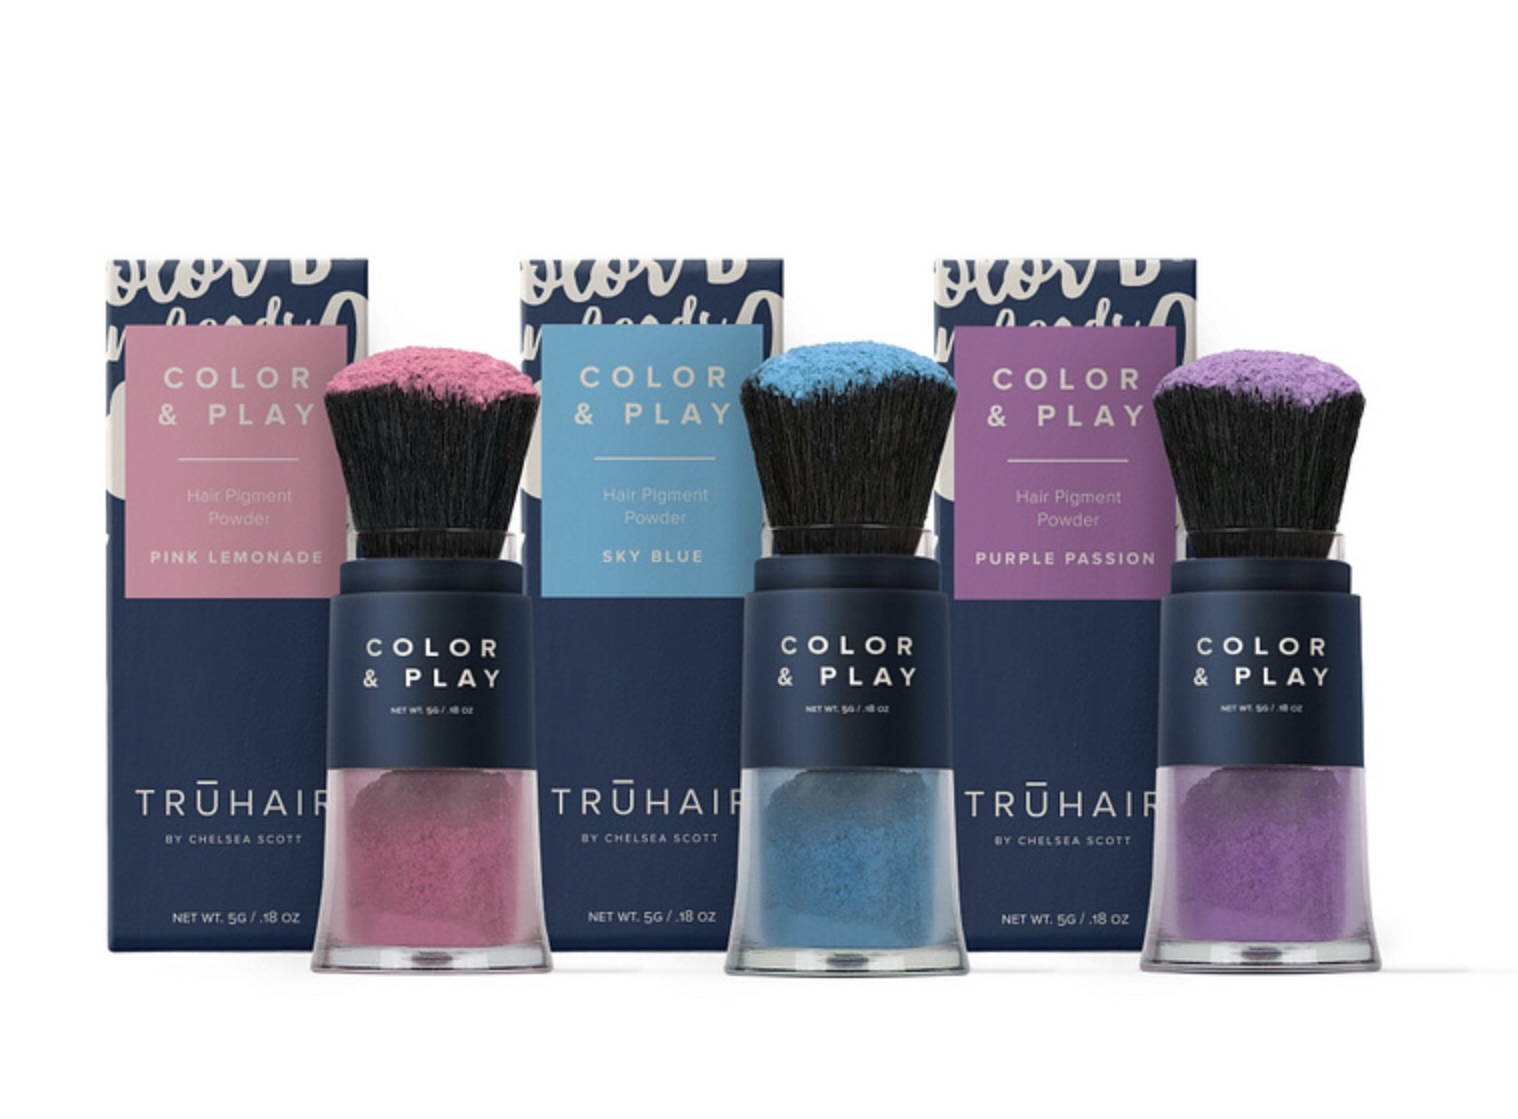 COLOR
& PLAY
Hair Pigment
Powder
PINK LEMONADE
TRŪHAIR
BY CHELSEA SCOTT
NET WT. 5G / .18 OZ
COLOR
& PLAY
NET WT. 5G / .18 OZ
COLOR
& PLAY
Hair Pigment
Powder
SKY BLUE
TRŪHAIR
BY CHELSEA SCOTT
NET WT. 5G / .18 OZ
COLOR
& PLAY
NET WT. 5G / .18 OZ
COLOR
& PLAY
Hair Pigment
Powder
PURPLE PASSION
TRŪHAIR
BY CHELSEA SCOTT
NET WT. 5G / .18 OZ
COLOR
& PLAY
NET WT. 5G / .18 OZ